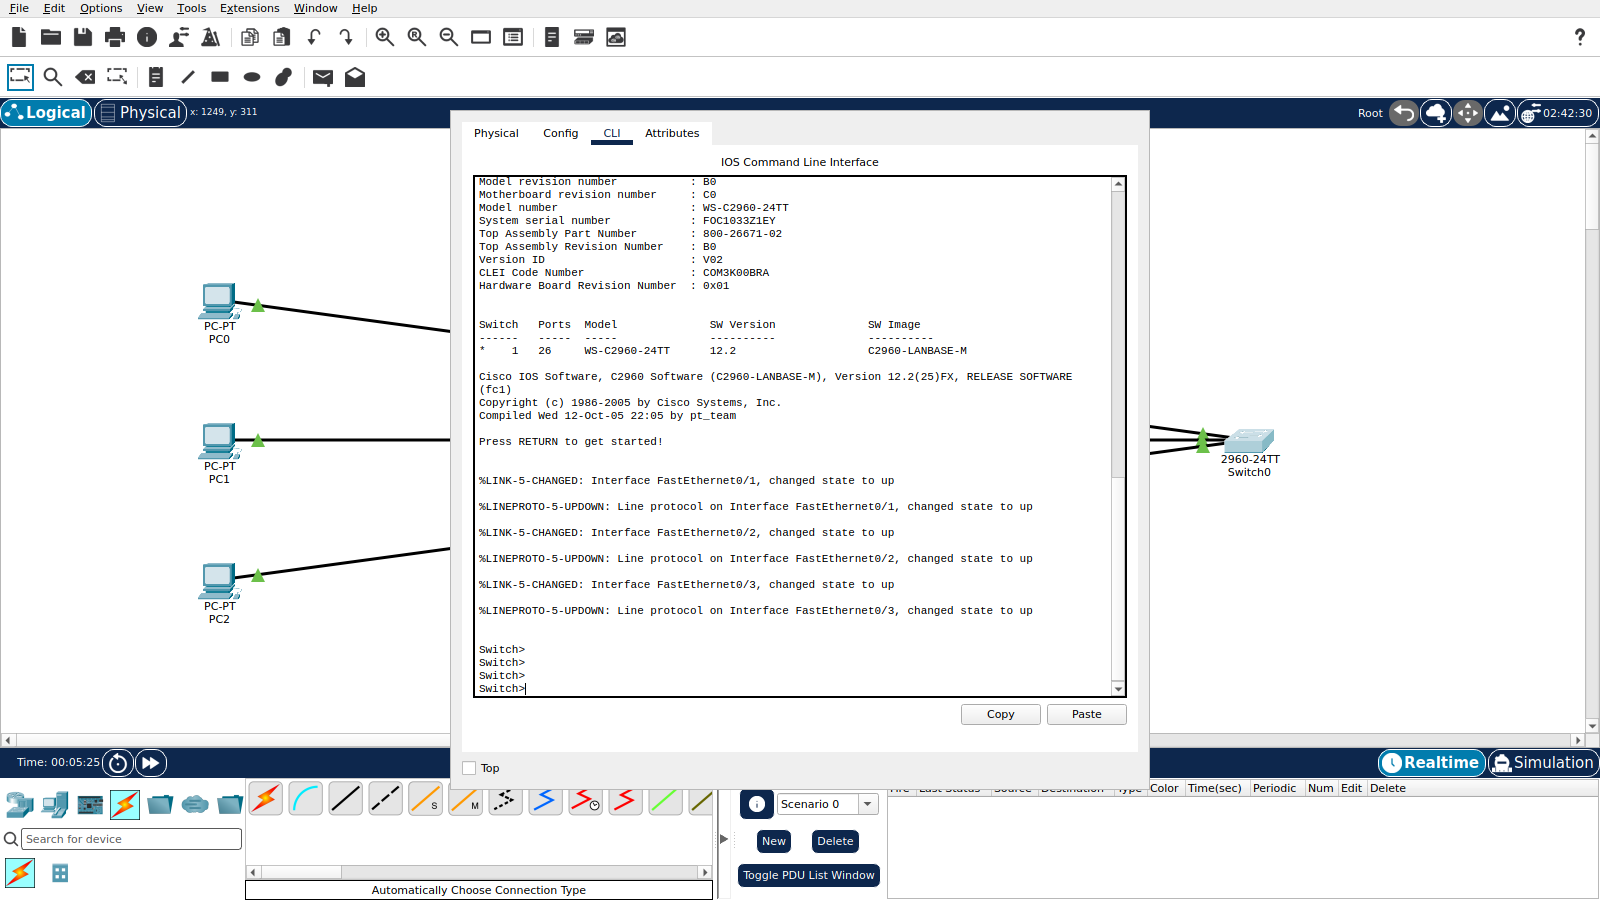 File Edit Options View Tools Extensions Window Help
Logical Physical x: 1249, y: 311
Root 02:42:30
Physical Config CLI Attributes
IOS Command Line Interface
Model revision number : B0
Motherboard revision number : C0
Model number : WS-C2960-24TT
System serial number : FOC1033Z1EY
Top Assembly Part Number : 800-26671-02
Top Assembly Revision Number : B0
Version ID : V02
CLEI Code Number : COM3K00BRA
Hardware Board Revision Number : 0x01
Switch Ports Model SW Version SW Image
------ ----- ----- ---------- ----------
* 1 26 WS-C2960-24TT 12.2 C2960-LANBASE-M
Cisco IOS Software, C2960 Software (C2960-LANBASE-M), Version 12.2(25)FX, RELEASE SOFTWARE
(fc1)
Copyright (c) 1986-2005 by Cisco Systems, Inc.
Compiled Wed 12-Oct-05 22:05 by pt_team
Press RETURN to get started!
%LINK-5-CHANGED: Interface FastEthernet0/1, changed state to up
%LINEPROTO-5-UPDOWN: Line protocol on Interface FastEthernet0/1, changed state to up
%LINK-5-CHANGED: Interface FastEthernet0/2, changed state to up
%LINEPROTO-5-UPDOWN: Line protocol on Interface FastEthernet0/2, changed state to up
%LINK-5-CHANGED: Interface FastEthernet0/3, changed state to up
%LINEPROTO-5-UPDOWN: Line protocol on Interface FastEthernet0/3, changed state to up
Switch>
Switch>
Switch>
Switch>
Copy Paste
Top
PC-PT
PC0
PC-PT
PC1
PC-PT
PC2
2960-24TT
Switch0
Time: 00:05:25
Realtime Simulation
Search for device
S M
Automatically Choose Connection Type
Scenario 0
New Delete
Toggle PDU List Window
Fire Last Status Source Destination Type Color Time(sec) Periodic Num Edit Delete